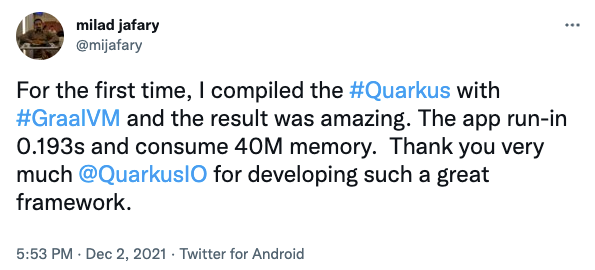 milad jafary
@mijafary
For the first time, I compiled the #Quarkus with
#GraalVM and the result was amazing. The app run-in
0.193s and consume 40M memory.  Thank you very
much @QuarkusIO for developing such a great
framework.
5:53 PM · Dec 2, 2021 · Twitter for Android